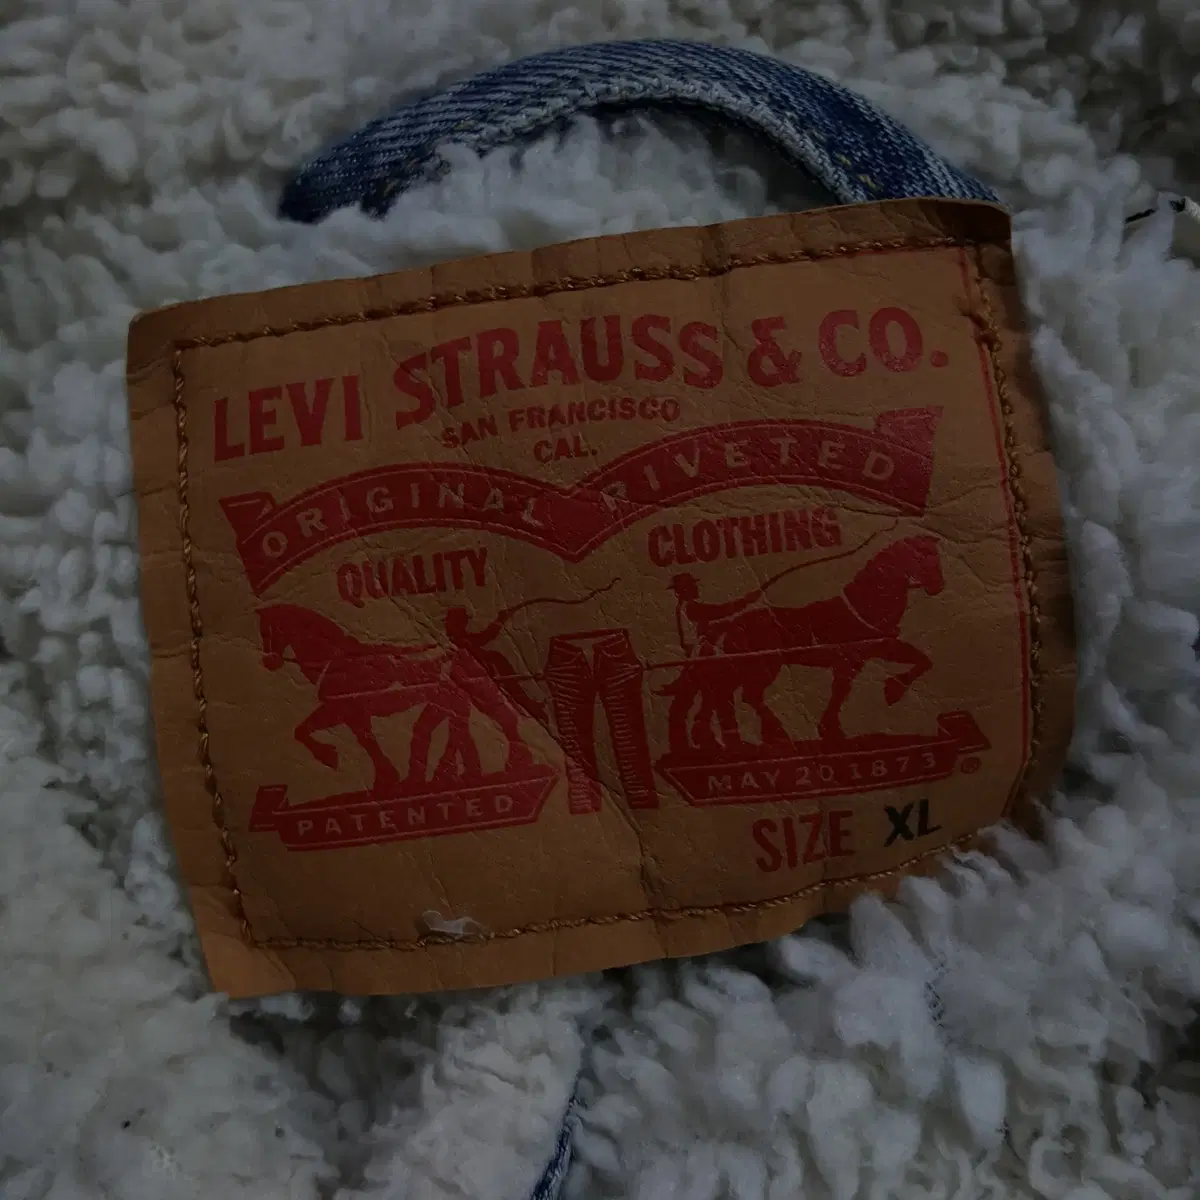 LEVI STRAUSS & CO.
SAN FRANCISCO
CAL.
ORIGINAL RIVETED
QUALITY CLOTHING
PATENTED
MAY 20 1873 ®
SIZE XL